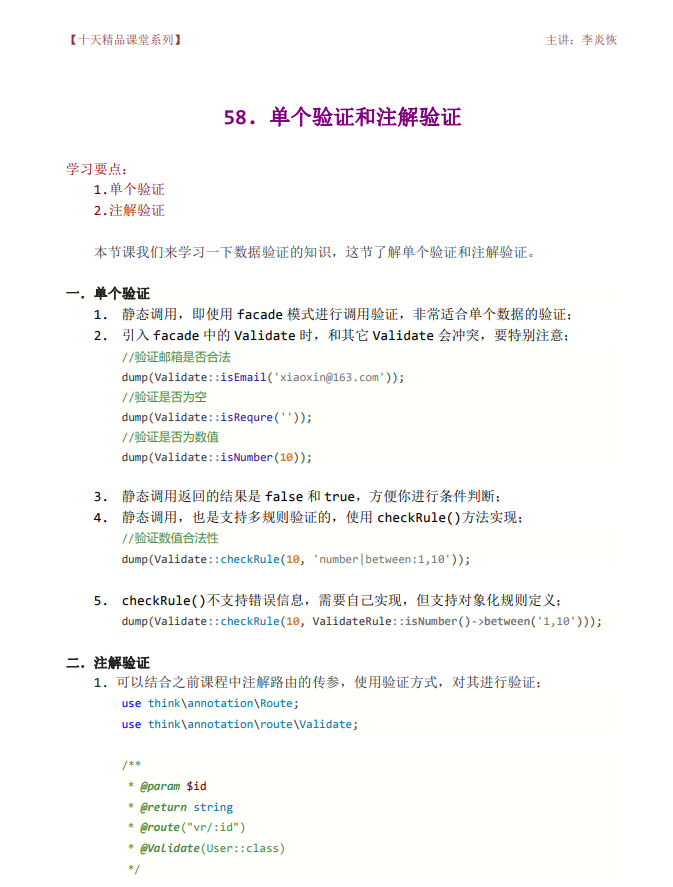 【十天精品课堂系列】 主讲：李炎恢
58．单个验证和注解验证
学习要点：
1.单个验证
2.注解验证
本节课我们来学习一下数据验证的知识，这节了解单个验证和注解验证。
一．单个验证
1. 静态调用，即使用 facade 模式进行调用验证，非常适合单个数据的验证；
2. 引入 facade 中的 Validate 时，和其它 Validate 会冲突，要特别注意；
//验证邮箱是否合法
dump(Validate::isEmail('xiaoxin@163.com'));
//验证是否为空
dump(Validate::isRequre(''));
//验证是否为数值
dump(Validate::isNumber(10));
3. 静态调用返回的结果是 false 和 true，方便你进行条件判断；
4. 静态调用，也是支持多规则验证的，使用 checkRule()方法实现；
//验证数值合法性
dump(Validate::checkRule(10, 'number|between:1,10'));
5. checkRule()不支持错误信息，需要自己实现，但支持对象化规则定义；
dump(Validate::checkRule(10, ValidateRule::isNumber()->between('1,10')));
二．注解验证
1. 可以结合之前课程中注解路由的传参，使用验证方式，对其进行验证；
use think\annotation\Route;
use think\annotation\route\Validate;
/**
* @param $id
* @return string
* @route("vr/:id")
* @Validate(User::class)
*/